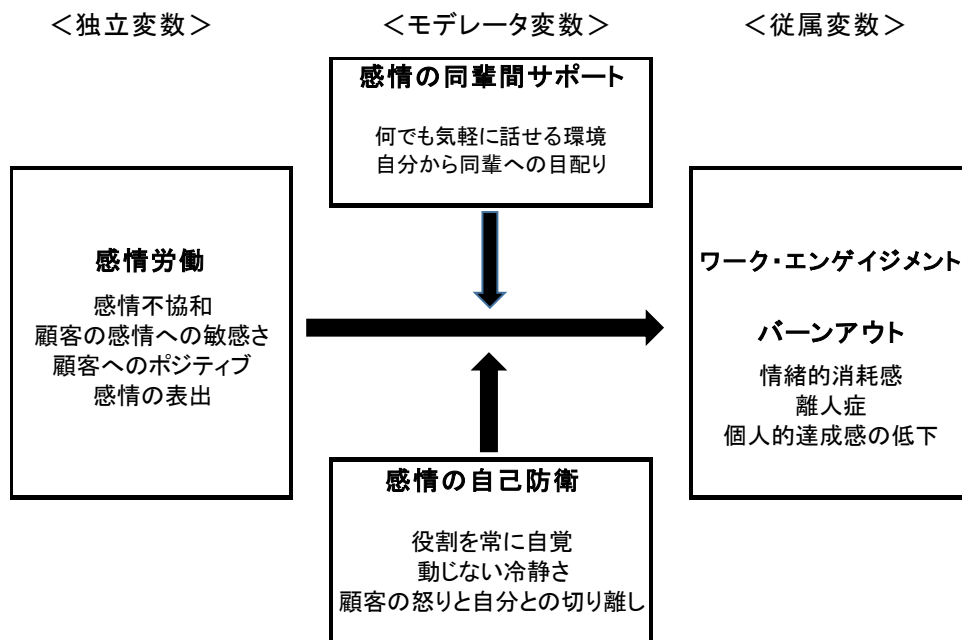 ＜独立変数＞
＜モデレータ変数＞
＜従属変数＞
感情の同輩間サポート
何でも気軽に話せる環境
自分から同輩への目配り
感情労働
感情不協和
顧客の感情への敏感さ
顧客へのポジティブ
感情の表出
ワーク・エンゲイジメント
バーンアウト
情緒的消耗感
離人症
個人的達成感の低下
感情の自己防衛
役割を常に自覚
動じない冷静さ
顧客の怒りと自分との切り離し